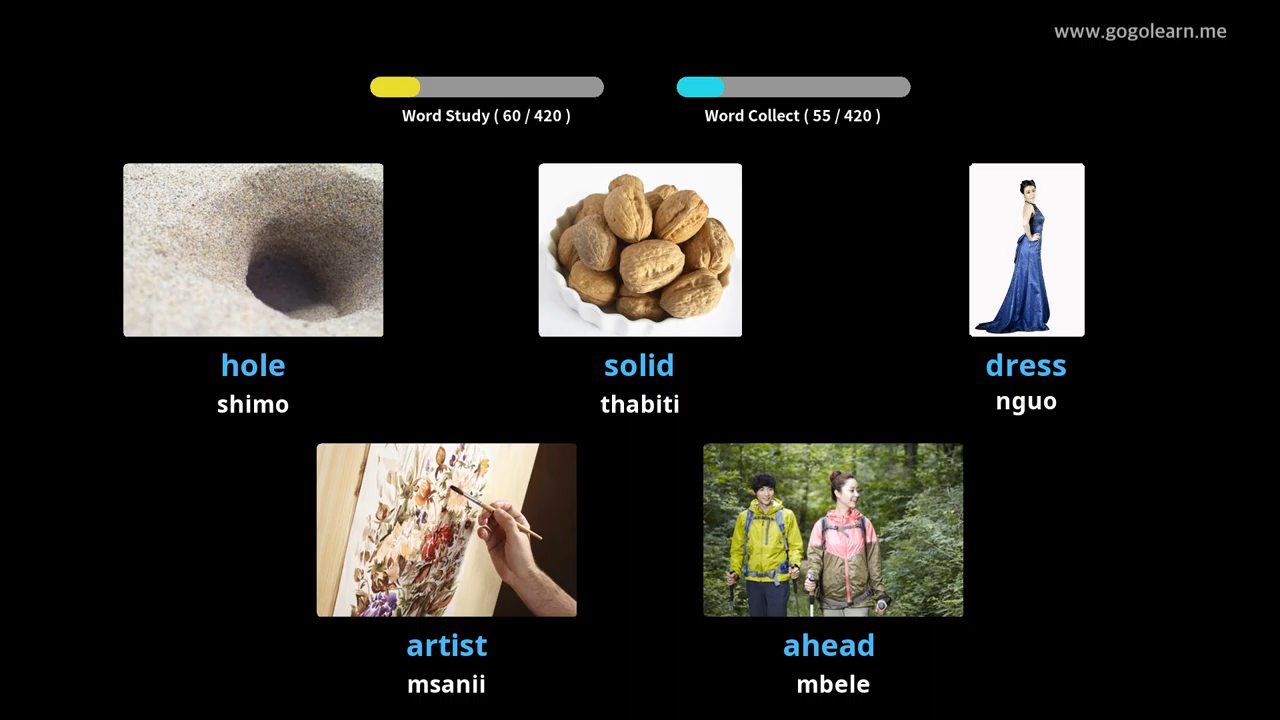 www.gogolearn.me
Word Study ( 60 / 420 )
Word Collect ( 55 / 420 )
hole
shimo
solid
thabiti
dress
nguo
artist
msanii
ahead
mbele